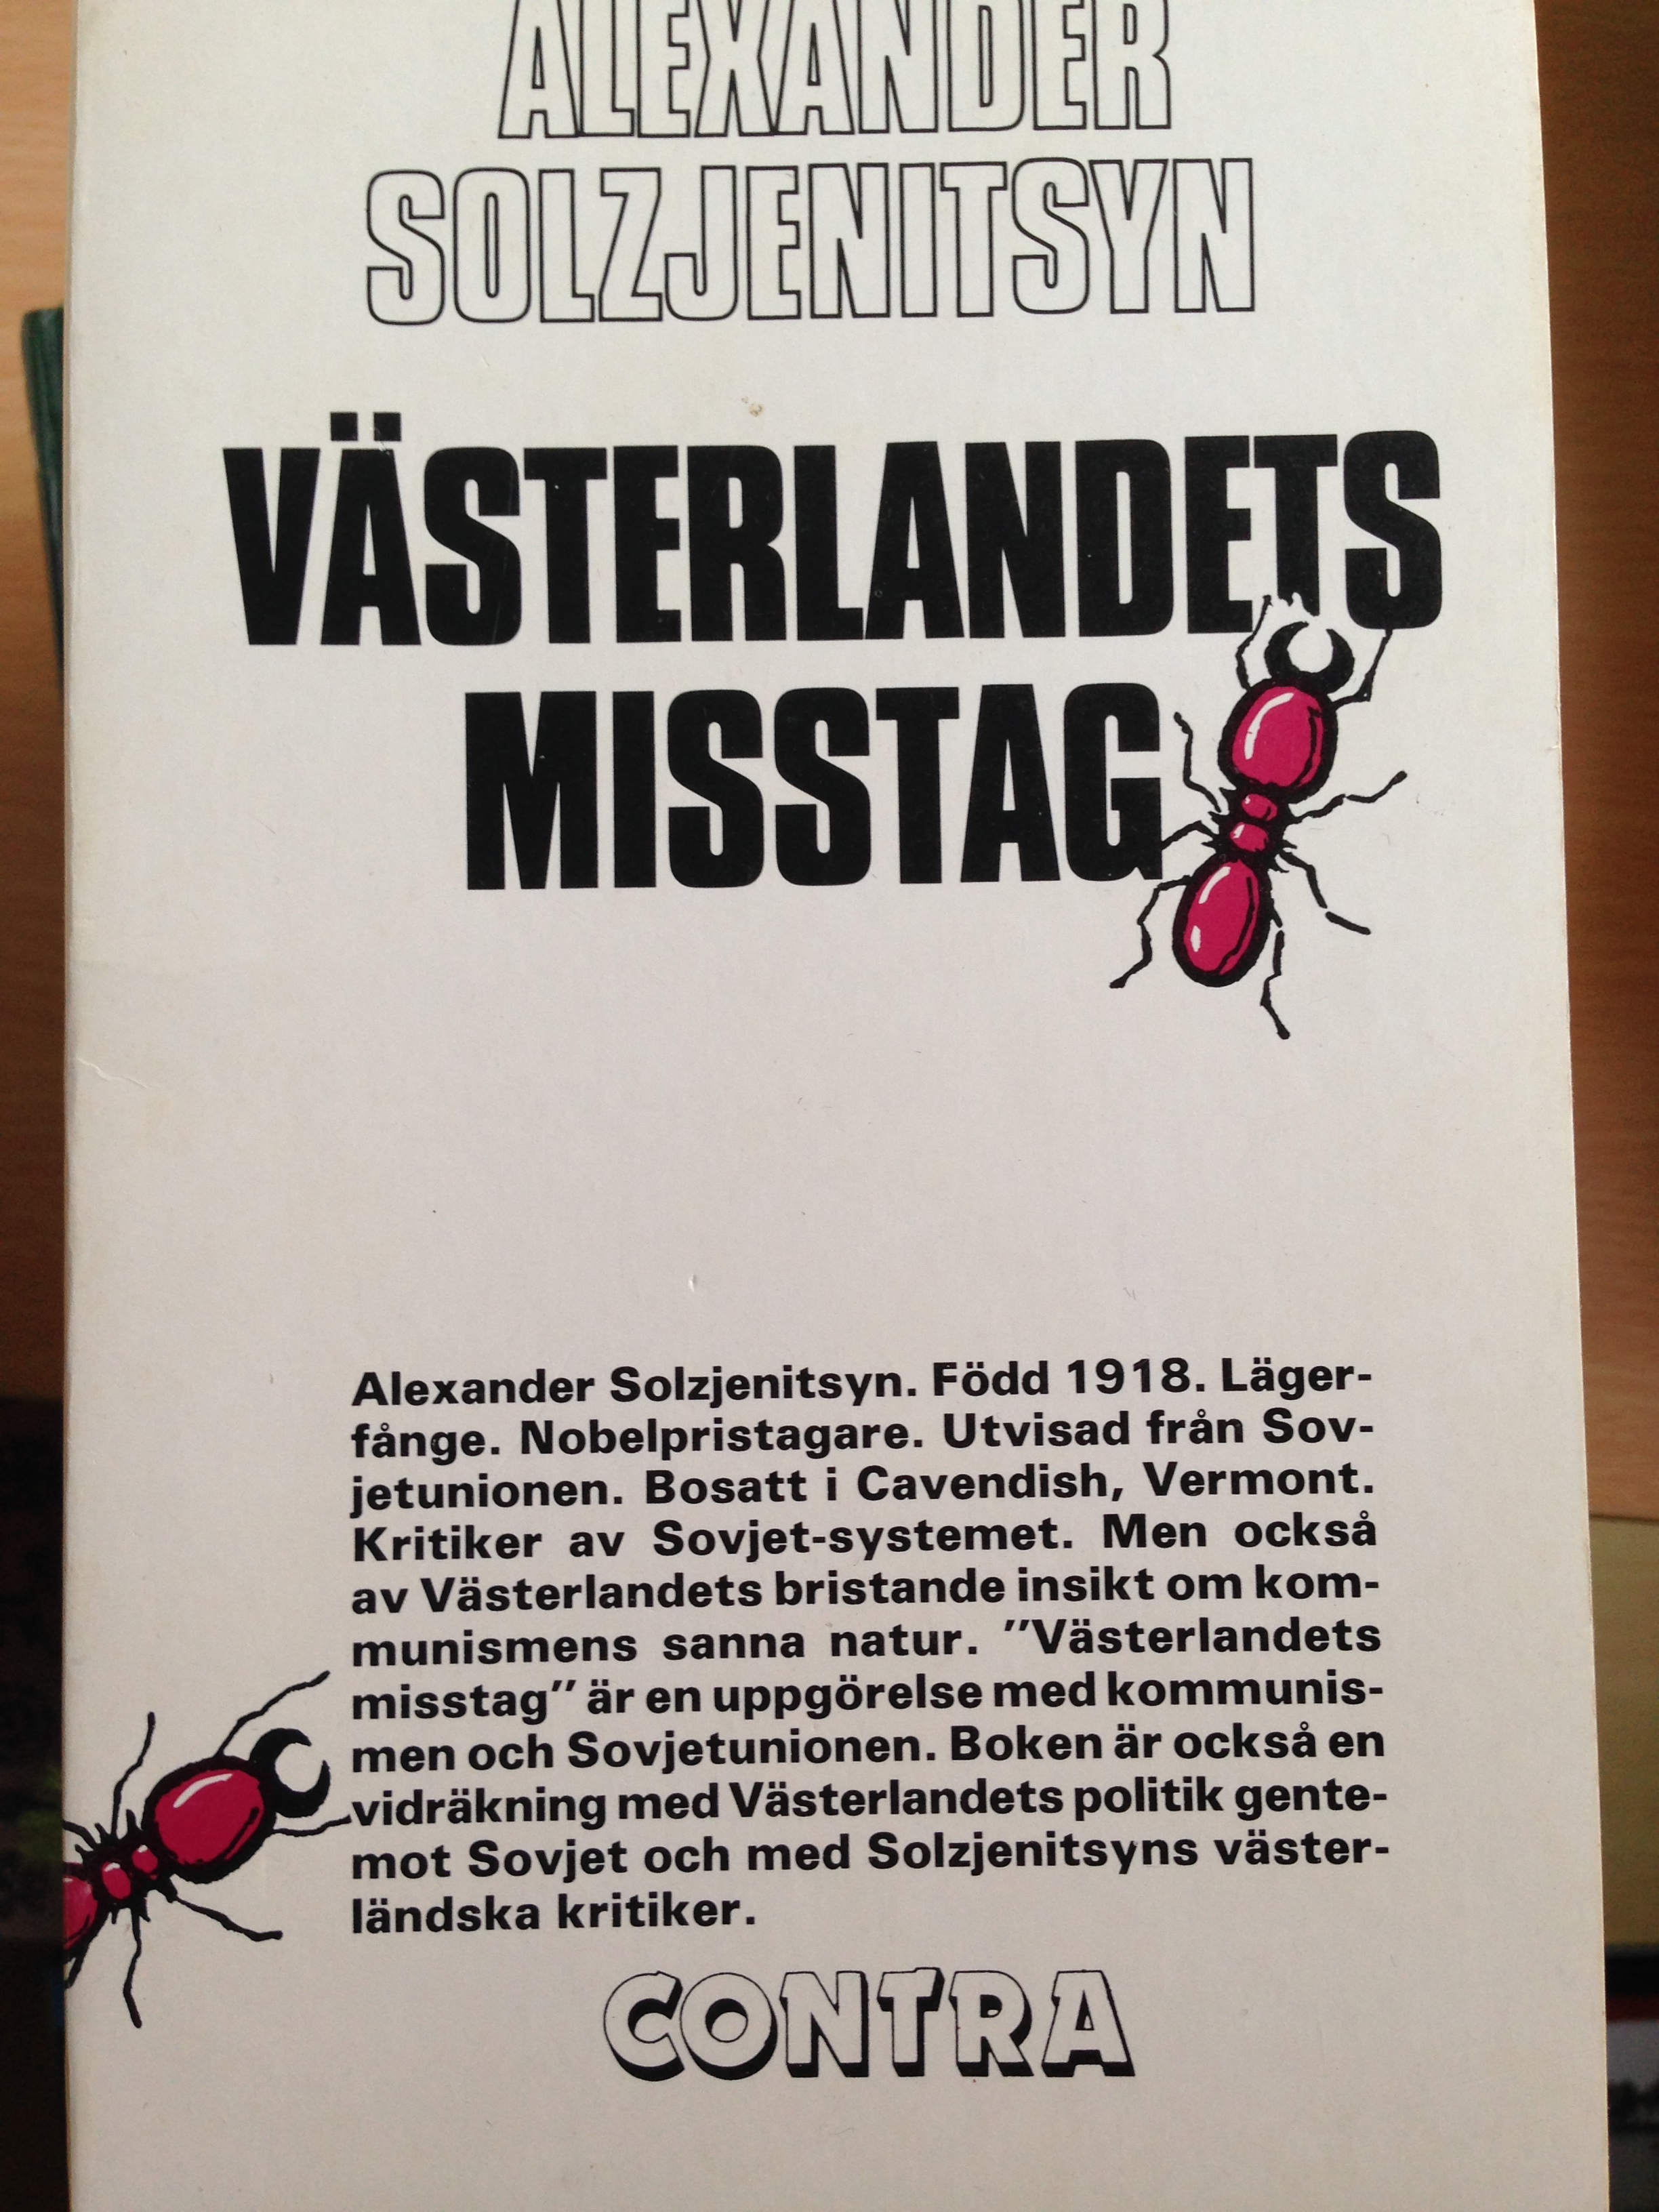 ALEXANDER
SOLZJENITSYN
VÄSTERLANDETS
MISSTAG
Alexander Solzjenitsyn. Född 1918. Läger-
fånge. Nobelpristagare. Utvisad från Sov-
jetunionen. Bosatt i Cavendish, Vermont.
Kritiker av Sovjet-systemet. Men också
av Västerlandets bristande insikt om kom-
munismens sanna natur. ”Västerlandets
misstag” är en uppgörelse med kommunis-
men och Sovjetunionen. Boken är också en
vidräkning med Västerlandets politik gente-
mot Sovjet och med Solzjenitsyns väster-
ländska kritiker.
CONTRA